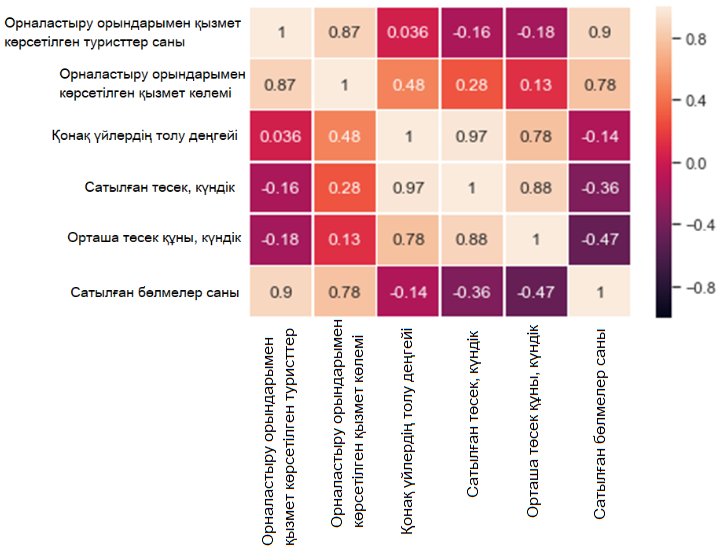 Орналастыру орындарымен қызмет
көрсетілген туристтер саны
1 0.87 0.036 -0.16 -0.18 0.9
Орналастыру орындарымен
көрсетілген қызмет көлемі
0.87 1 0.48 0.28 0.13 0.78
Қонақ үйлердің толу деңгейі
0.036 0.48 1 0.97 0.78 -0.14
Сатылған төсек, күндік
-0.16 0.28 0.97 1 0.88 -0.36
Орташа төсек құны, күндік
-0.18 0.13 0.78 0.88 1 -0.47
Сатылған бөлмелер саны
0.9 0.78 -0.14 -0.36 -0.47 1
0.8
0.4
0.0
−0.4
−0.8
Орналастыру орындарымен
қызмет көрсетілген туристтер
Орналастыру орындарымен
көрсетілген қызмет көлемі
Қонақ үйлердің толу деңгейі
Сатылған төсек, күндік
Орташа төсек құны, күндік
Сатылған бөлмелер саны